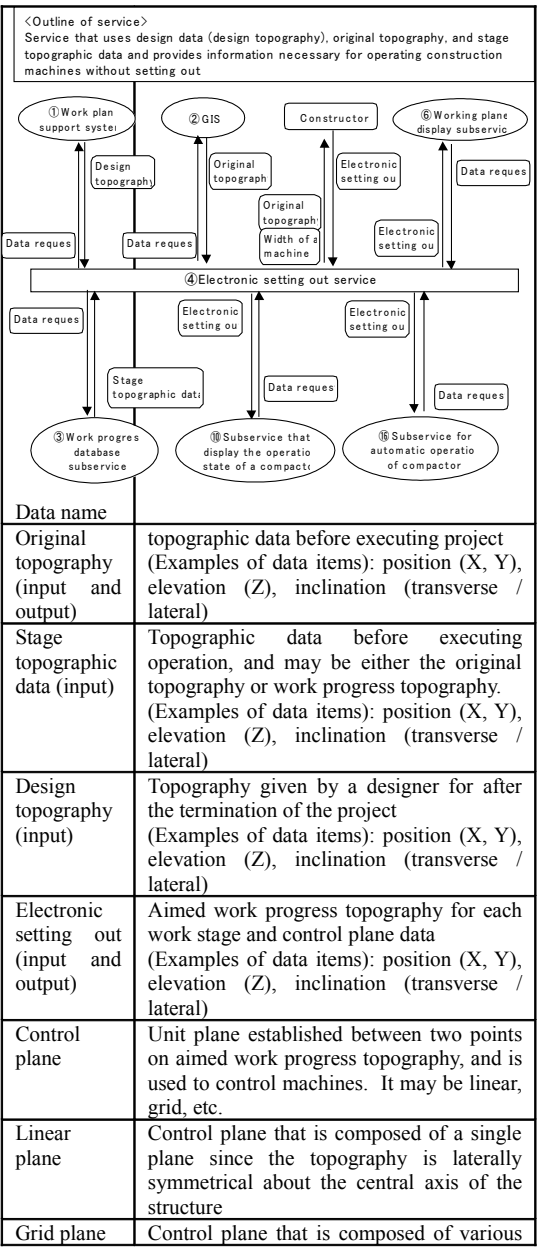 <Outline of service>
Service that uses design data (design topography), original topography, and stage
topographic data and provides information necessary for operating construction
machines without setting out
①Work plan
support syster
②GIS
Constructor
⑥Working plane
display subservic
Design
topography
Original
topograph
Electronic
setting ou
Data reques
Original
topography
Width of a
machine
Electronic
setting ou
Data reques
Data reques
④Electronic setting out service
Data reques
Electronic
setting ou
Electronic
setting ou
Stage
topographic data
Data reques
Data reques
③Work progres
database
subservice
⑩Subservice that
display the operatio
state of a compacto
⑯Subservice for
automatic operatio
of compactor
Data name
Original
topography
(input and
output)
topographic data before executing project
(Examples of data items): position (X, Y),
elevation (Z), inclination (transverse /
lateral)
Stage
topographic
data (input)
Topographic data before executing
operation, and may be either the original
topography or work progress topography.
(Examples of data items): position (X, Y),
elevation (Z), inclination (transverse /
lateral)
Design
topography
(input)
Topography given by a designer for after
the termination of the project
(Examples of data items): position (X, Y),
elevation (Z), inclination (transverse /
lateral)
Electronic
setting out
(input and
output)
Aimed work progress topography for each
work stage and control plane data
(Examples of data items): position (X, Y),
elevation (Z), inclination (transverse /
lateral)
Control
plane
Unit plane established between two points
on aimed work progress topography, and is
used to control machines. It may be linear,
grid, etc.
Linear
plane
Control plane that is composed of a single
plane since the topography is laterally
symmetrical about the central axis of the
structure
Grid plane
Control plane that is composed of various